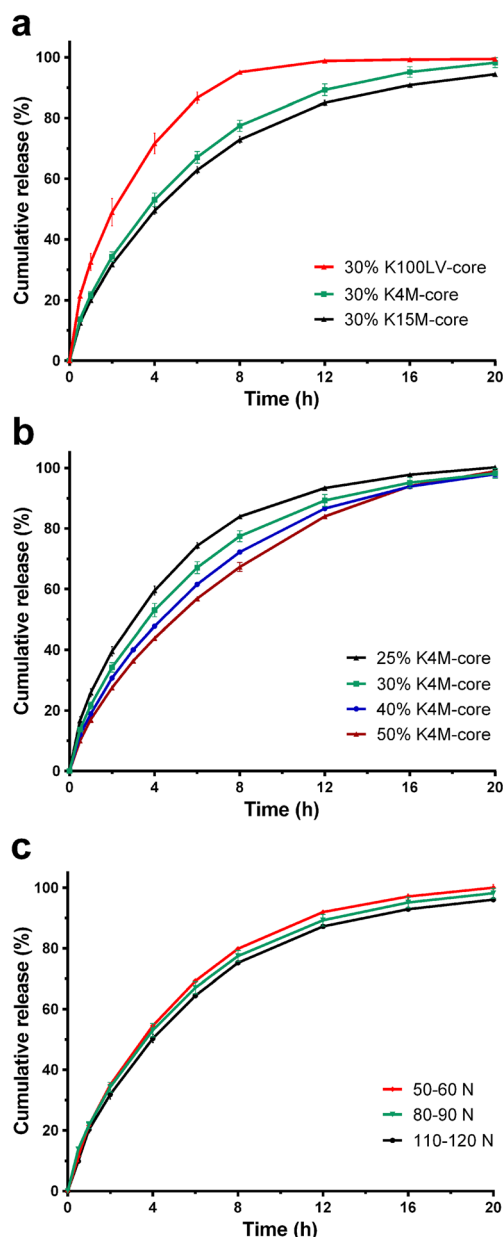 a
Cumulative release (%)
100
80
60
40
20
0
30% K100LV-core
30% K4M-core
30% K15M-core
0 4 8 12 16 20
Time (h)
b
Cumulative release (%)
100
80
60
40
20
0
25% K4M-core
30% K4M-core
40% K4M-core
50% K4M-core
0 4 8 12 16 20
Time (h)
c
Cumulative release (%)
100
80
60
40
20
0
50-60 N
80-90 N
110-120 N
0 4 8 12 16 20
Time (h)